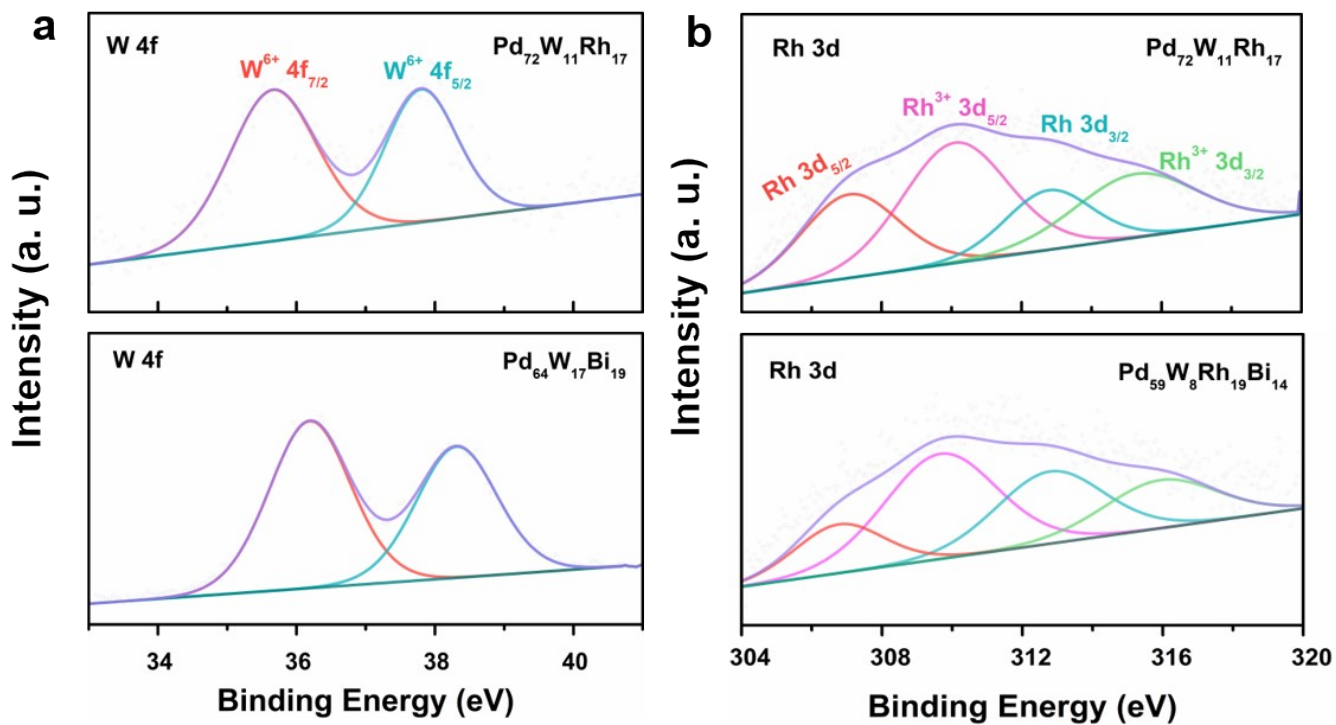 a
W 4f
Pd₇₂W₁₁Rh₁₇
W⁶⁺ 4f₇/₂
W⁶⁺ 4f₅/₂
W 4f
Pd₆₄W₁₇Bi₁₉
34 36 38 40
Binding Energy (eV)
Intensity (a. u.)
b
Rh 3d
Pd₇₂W₁₁Rh₁₇
Rh 3d₅/₂
Rh³⁺ 3d₅/₂
Rh 3d₃/₂
Rh³⁺ 3d₃/₂
Rh 3d
Pd₅₉W₈Rh₁₉Bi₁₄
304 308 312 316 320
Binding Energy (eV)
Intensity (a. u.)